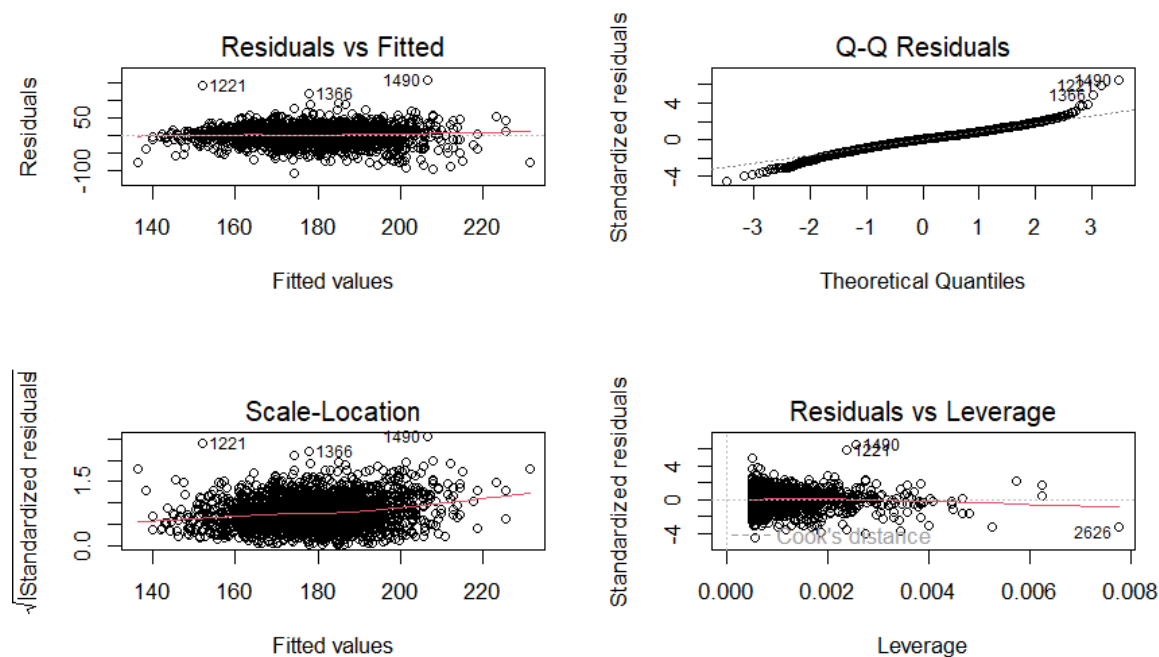 Residuals vs Fitted
Residuals
50
-100
1221
1366
1490
140 160 180 200 220
Fitted values
Q-Q Residuals
Standardized residuals
4
0
-4
1490
1221
1366
-3 -2 -1 0 1 2 3
Theoretical Quantiles
Scale-Location
√|Standardized residuals|
1.5
0.0
1221
1366
1490
140 160 180 200 220
Fitted values
Residuals vs Leverage
Standardized residuals
4
0
-4
1490
1221
2626
Cook's distance
0.000 0.002 0.004 0.006 0.008
Leverage